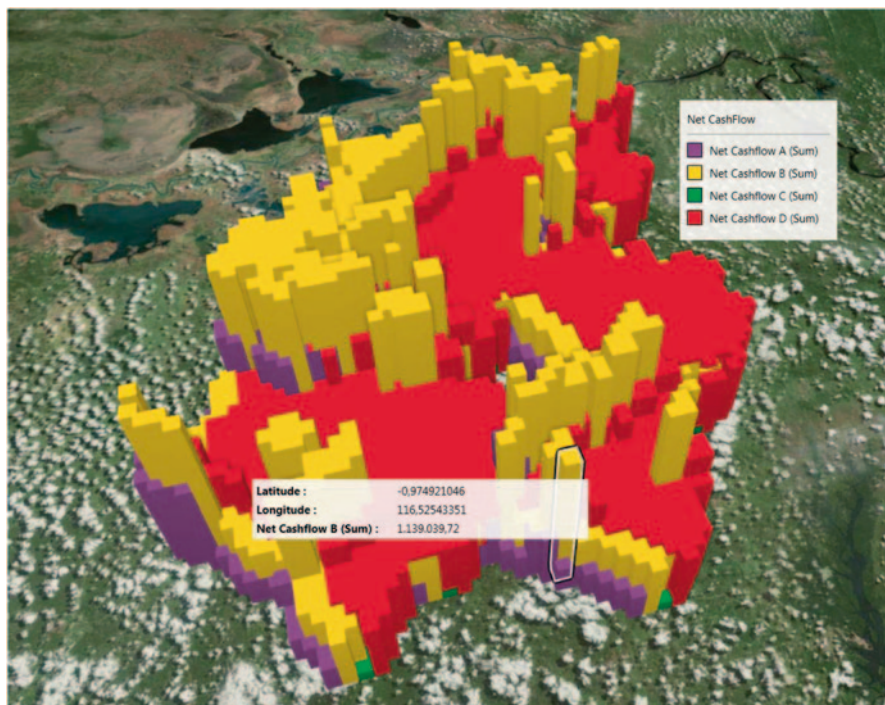 Net CashFlow
Net Cashflow A (Sum)
Net Cashflow B (Sum)
Net Cashflow C (Sum)
Net Cashflow D (Sum)
Latitude : -0,974921046
Longitude : 116,52543351
Net Cashflow B (Sum) : 1.139.039,72